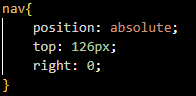 nav{
    position: absolute;
    top: 126px;
    right: 0;
}